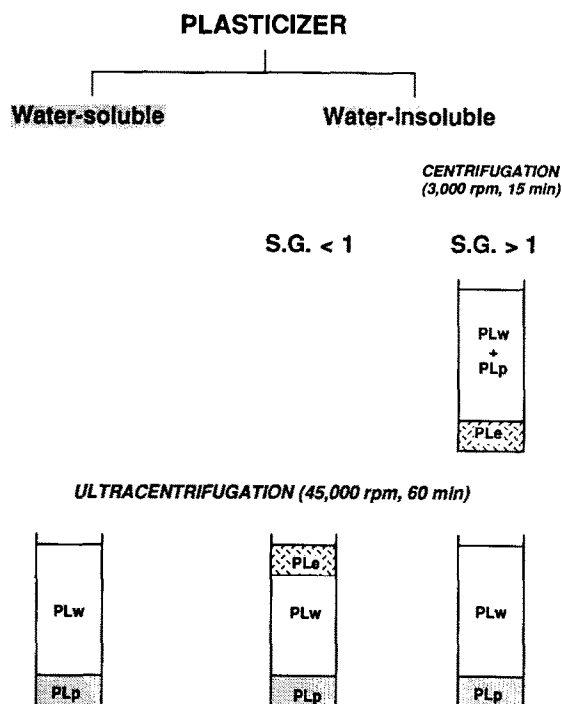 PLASTICIZER
Water-soluble
Water-insoluble
CENTRIFUGATION
(3,000 rpm, 15 min)
S.G. < 1
S.G. > 1
PLw
+
PLp
PLe
ULTRACENTRIFUGATION (45,000 rpm, 60 min)
PLw
PLp
PLe
PLw
PLp
PLw
PLp